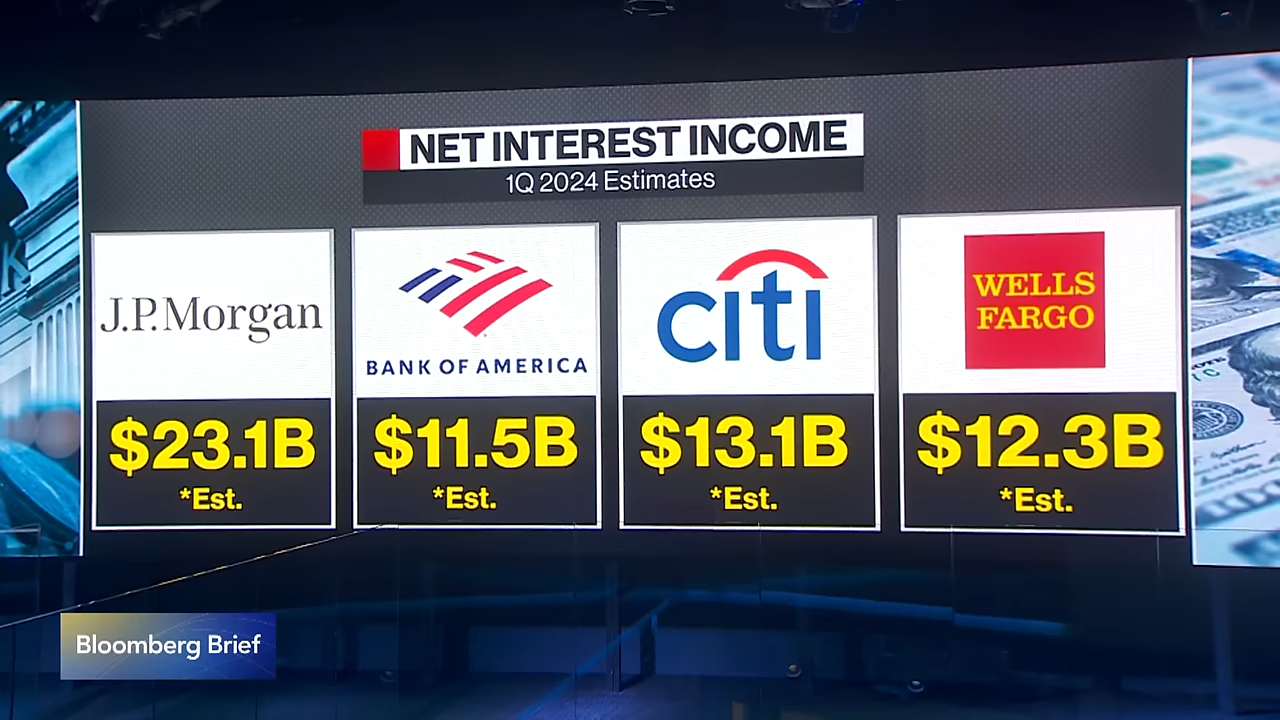 NET INTEREST INCOME
1Q 2024 Estimates
J.P.Morgan
BANK OF AMERICA
citi
WELLS
FARGO
$23.1B
*Est.
$11.5B
*Est.
$13.1B
*Est.
$12.3B
*Est.
K
Bloomberg Brief